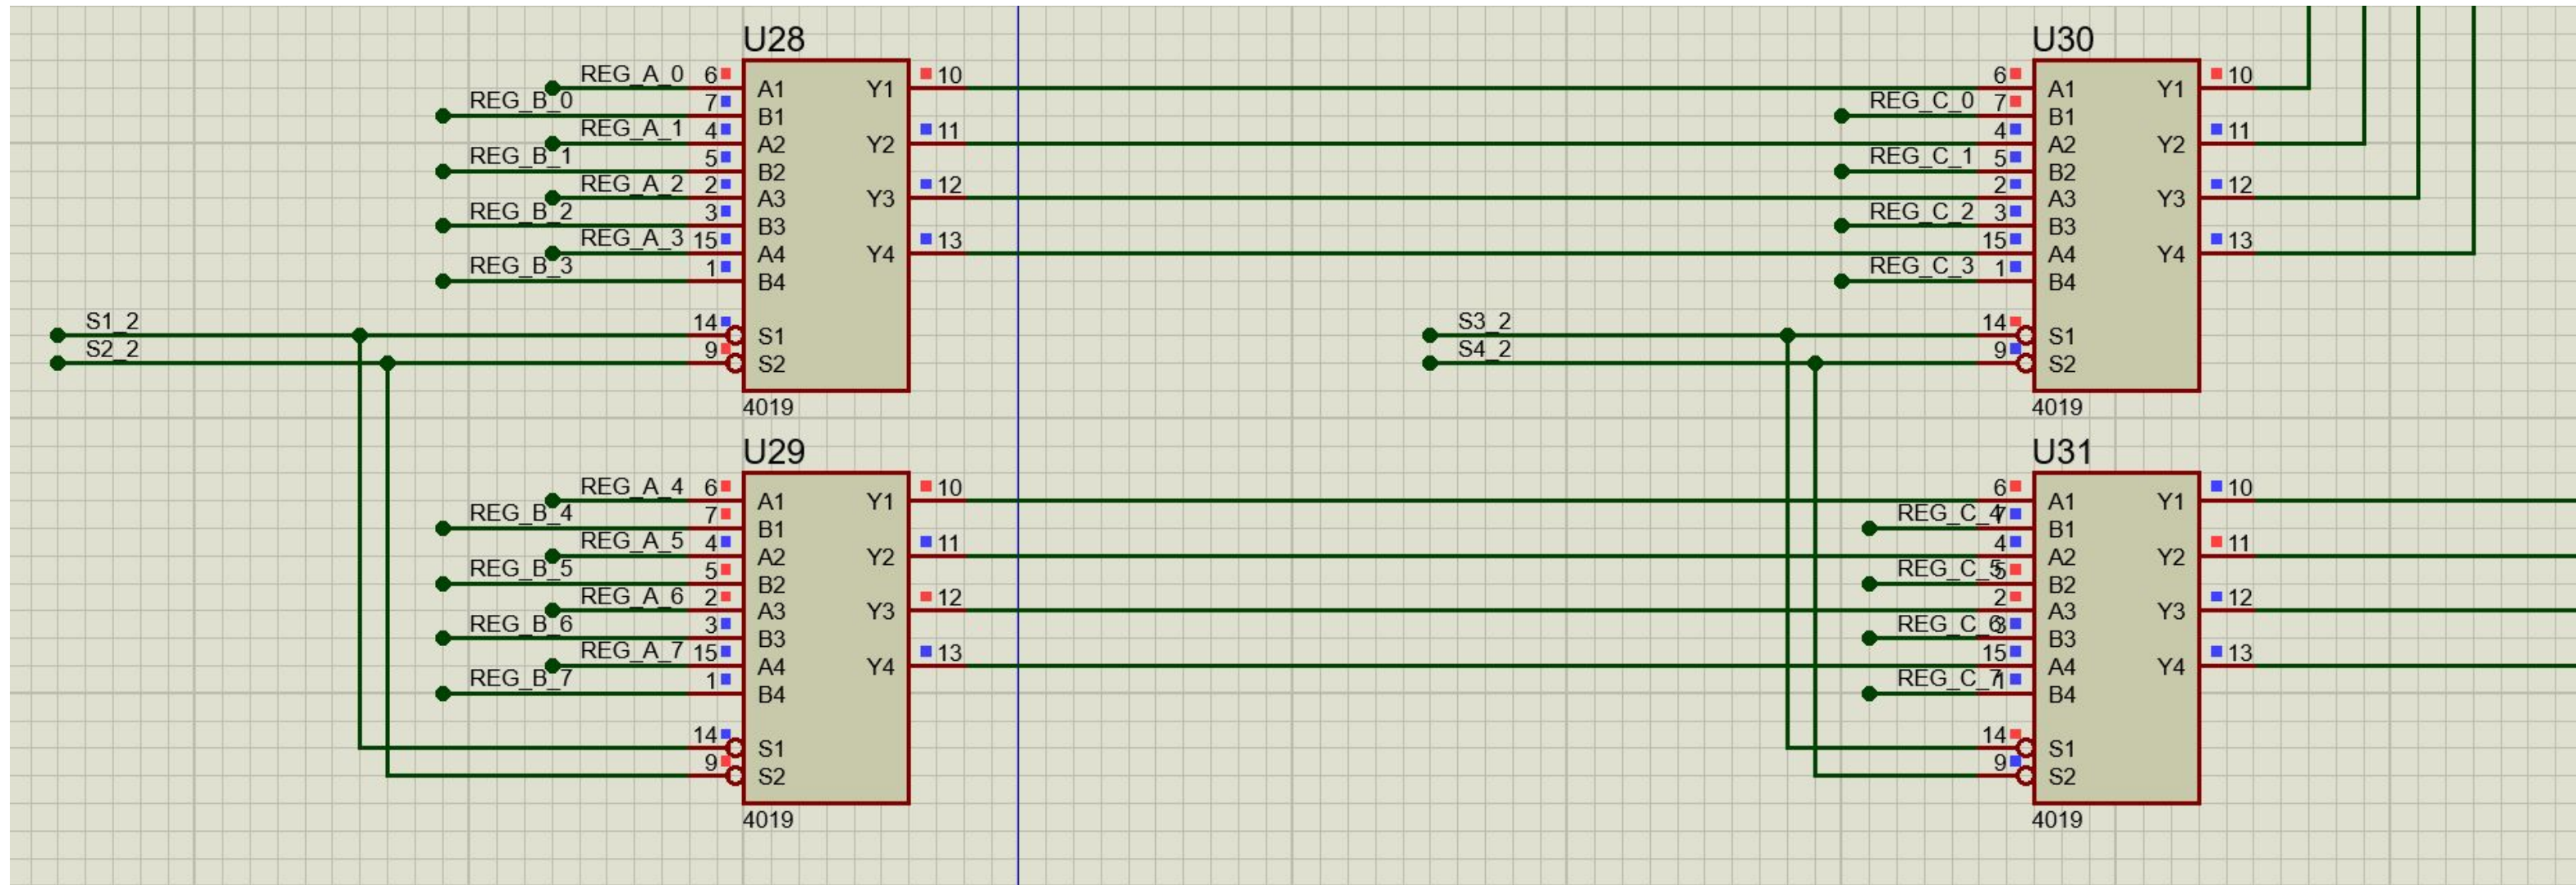 U28
REG_A_0 6 A1 Y1 10
REG_B_0 7 B1
REG_A_1 4 A2 Y2 11
REG_B_1 5 B2
REG_A_2 2 A3 Y3 12
REG_B_2 3 B3
REG_A_3 15 A4 Y4 13
REG_B_3 1 B4
S1_2 14 S1
S2_2 9 S2
4019
U30
6 A1 Y1 10
REG_C_0 7 B1
4 A2 Y2 11
REG_C_1 5 B2
2 A3 Y3 12
REG_C_2 3 B3
15 A4 Y4 13
REG_C_3 1 B4
S3_2 14 S1
S4_2 9 S2
4019
U29
REG_A_4 6 A1 Y1 10
REG_B_4 7 B1
REG_A_5 4 A2 Y2 11
REG_B_5 5 B2
REG_A_6 2 A3 Y3 12
REG_B_6 3 B3
REG_A_7 15 A4 Y4 13
REG_B_7 1 B4
14 S1
9 S2
4019
U31
6 A1 Y1 10
REG_C_4 7 B1
4 A2 Y2 11
REG_C_5 5 B2
2 A3 Y3 12
REG_C_6 3 B3
15 A4 Y4 13
REG_C_7 1 B4
14 S1
9 S2
4019